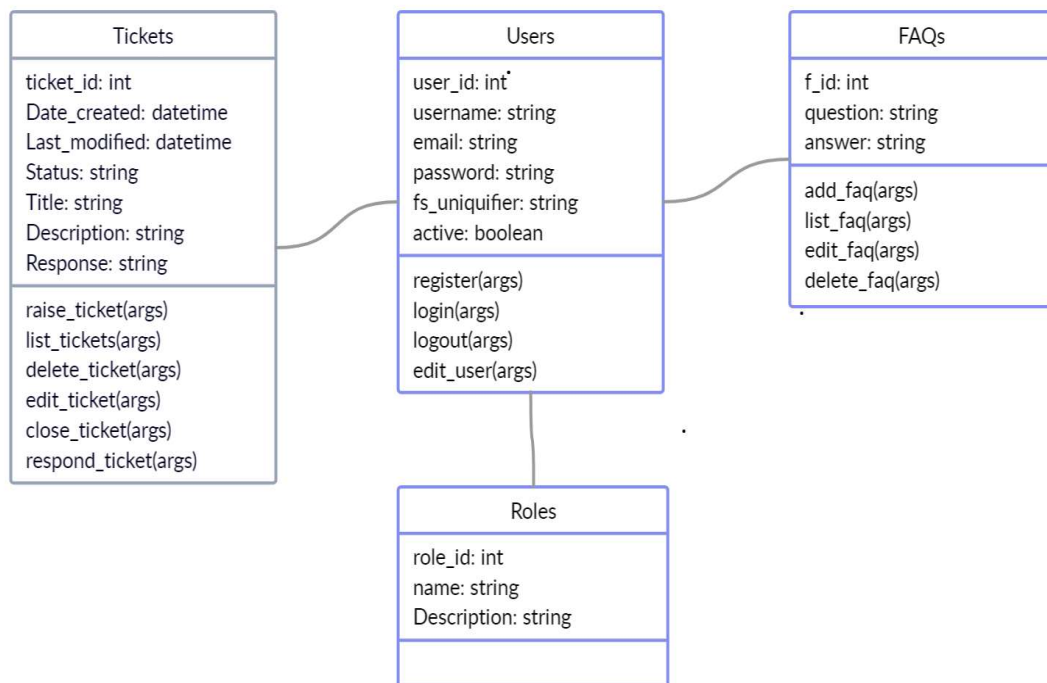 Tickets
ticket_id: int
Date_created: datetime
Last_modified: datetime
Status: string
Title: string
Description: string
Response: string
raise_ticket(args)
list_tickets(args)
delete_ticket(args)
edit_ticket(args)
close_ticket(args)
respond_ticket(args)
Users
user_id: int
username: string
email: string
password: string
fs_uniquifier: string
active: boolean
register(args)
login(args)
logout(args)
edit_user(args)
FAQs
f_id: int
question: string
answer: string
add_faq(args)
list_faq(args)
edit_faq(args)
delete_faq(args)
Roles
role_id: int
name: string
Description: string